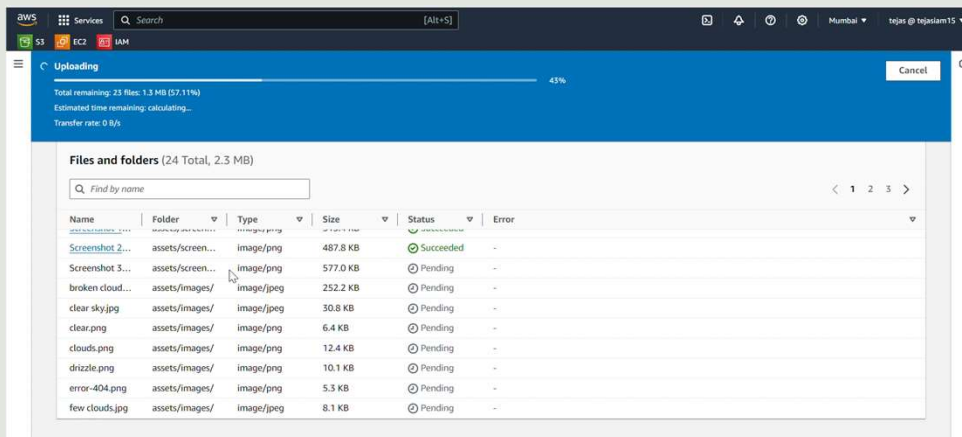 aws Services Search [Alt+S] Mumbai ▼ tejas @ tejasiam15
S3 EC2 IAM
Uploading
43%
Cancel
Total remaining: 23 files: 1.3 MB (57.11%)
Estimated time remaining: calculating...
Transfer rate: 0 B/s
Files and folders (24 Total, 2.3 MB)
Find by name
1 2 3
Name Folder Type Size Status Error
Screenshot 2... assets/screen... image/png 487.8 KB Succeeded -
Screenshot 3... assets/screen... image/png 577.0 KB Pending -
broken cloud... assets/images/ image/jpeg 252.2 KB Pending -
clear sky.jpg assets/images/ image/jpeg 30.8 KB Pending -
clear.png assets/images/ image/png 6.4 KB Pending -
clouds.png assets/images/ image/png 12.4 KB Pending -
drizzle.png assets/images/ image/png 10.1 KB Pending -
error-404.png assets/images/ image/png 5.3 KB Pending -
few clouds.jpg assets/images/ image/jpeg 8.1 KB Pending -